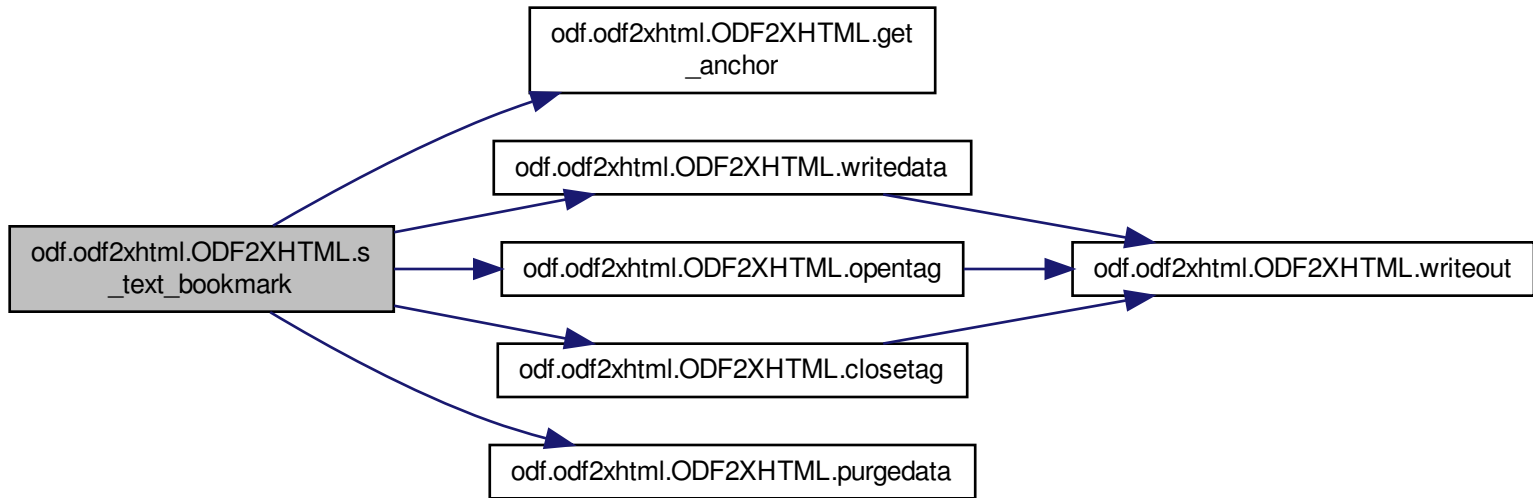 odf.odf2xhtml.ODF2XHTML.get
_anchor
odf.odf2xhtml.ODF2XHTML.writedata
odf.odf2xhtml.ODF2XHTML.s
_text_bookmark
odf.odf2xhtml.ODF2XHTML.opentag
odf.odf2xhtml.ODF2XHTML.writeout
odf.odf2xhtml.ODF2XHTML.closetag
odf.odf2xhtml.ODF2XHTML.purgedata